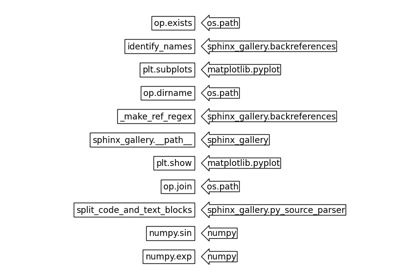 op.exists os.path
identify_names sphinx_gallery.backreferences
plt.subplots matplotlib.pyplot
op.dirname os.path
_make_ref_regex sphinx_gallery.backreferences
sphinx_gallery.__path__ sphinx_gallery
plt.show matplotlib.pyplot
op.join os.path
split_code_and_text_blocks sphinx_gallery.py_source_parser
numpy.sin numpy
numpy.exp numpy